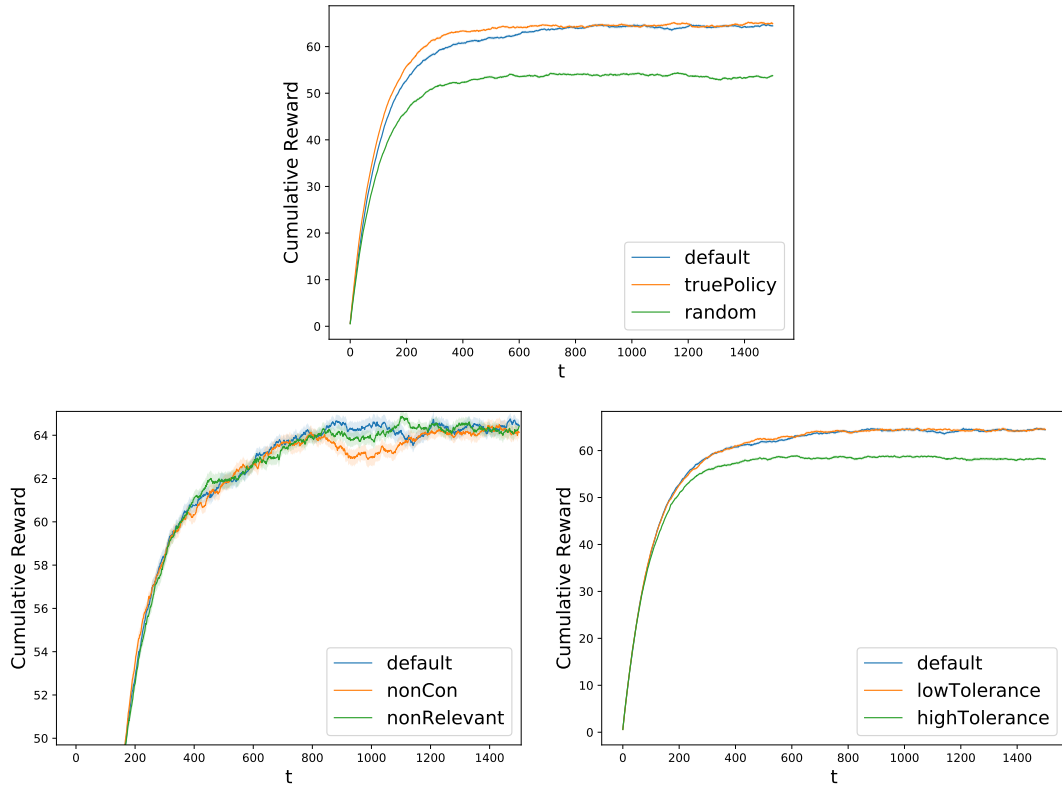 Cumulative Reward
60
50
40
30
20
10
0
0 200 400 600 800 1000 1200 1400
t
default
truePolicy
random
Cumulative Reward
64
62
60
58
56
54
52
50
0 200 400 600 800 1000 1200 1400
t
default
nonCon
nonRelevant
Cumulative Reward
60
50
40
30
20
10
0
0 200 400 600 800 1000 1200 1400
t
default
lowTolerance
highTolerance